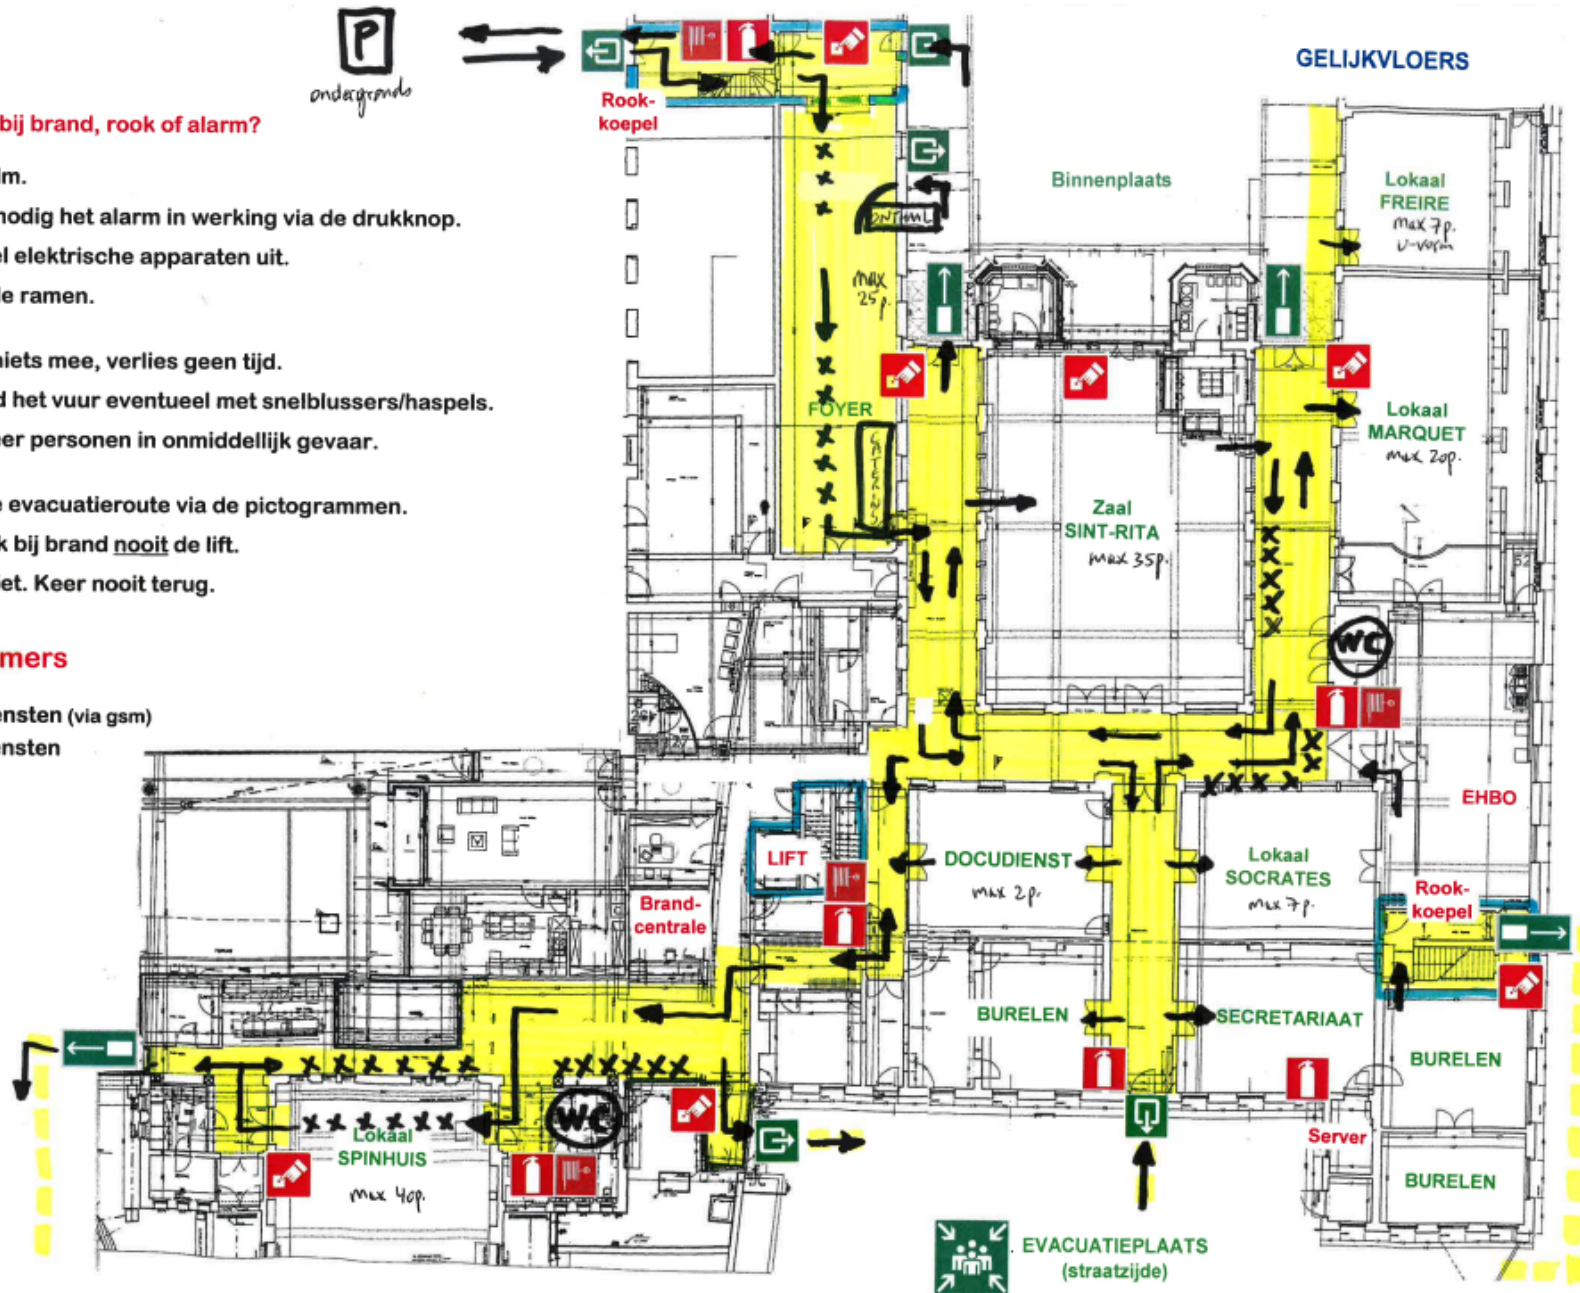 P
ondergronds
GELIJKVLOERS
Rook-
koepel
bij brand, rook of alarm?
lm.
nodig het alarm in werking via de drukknop.
el elektrische apparaten uit.
le ramen.
niets mee, verlies geen tijd.
d het vuur eventueel met snelblussers/haspels.
eer personen in onmiddellijk gevaar.
e evacuatieroute via de pictogrammen.
k bij brand nooit de lift.
iet. Keer nooit terug.
mers
ensten (via gsm)
ensten
Binnenplaats
Lokaal
FREIRE
max 7p.
u-vorm
ONTHAAL
max
25p.
FOYER
CATERING
Lokaal
MARQUET
max 20p.
Zaal
SINT-RITA
max 35p.
WC
EHBO
LIFT
DOCUDIENST
max 2p.
Lokaal
SOCRATES
max 7p.
Rook-
koepel
Brand-
centrale
BURELEN
SECRETARIAAT
BURELEN
WC
Lokaal
SPINHUIS
max 40p.
Server
BURELEN
EVACUATIEPLAATS
(straatzijde)